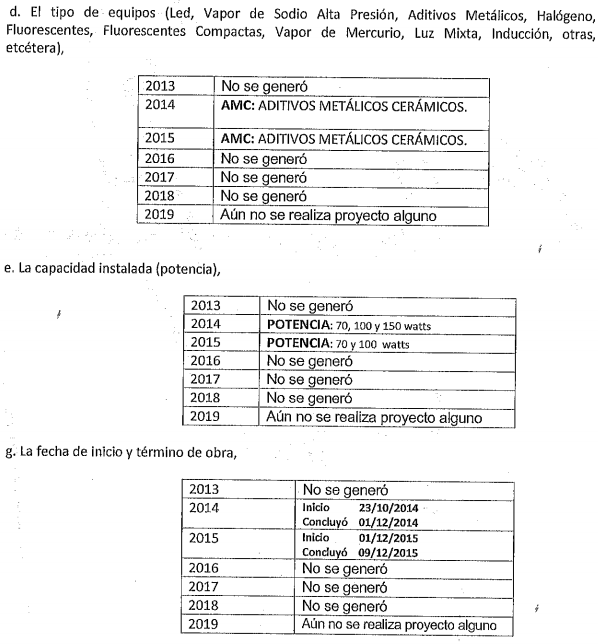 d. El tipo de equipos (Led, Vapor de Sodio Alta Presión, Aditivos Metálicos, Halógeno,
Fluorescentes, Fluorescentes Compactas, Vapor de Mercurio, Luz Mixta, Inducción, otras,
etcétera),
2013 No se generó
2014 AMC: ADITIVOS METÁLICOS CERÁMICOS.
2015 AMC: ADITIVOS METÁLICOS CERÁMICOS.
2016 No se generó
2017 No se generó
2018 No se generó
2019 Aún no se realiza proyecto alguno
e. La capacidad instalada (potencia),
2013 No se generó
2014 POTENCIA: 70, 100 y 150 watts
2015 POTENCIA: 70 y 100 watts
2016 No se generó
2017 No se generó
2018 No se generó
2019 Aún no se realiza proyecto alguno
g. La fecha de inicio y término de obra,
2013 No se generó
2014 Inicio 23/10/2014
Concluyó 01/12/2014
2015 Inicio 01/12/2015
Concluyó 09/12/2015
2016 No se generó
2017 No se generó
2018 No se generó
2019 Aún no se realiza proyecto alguno